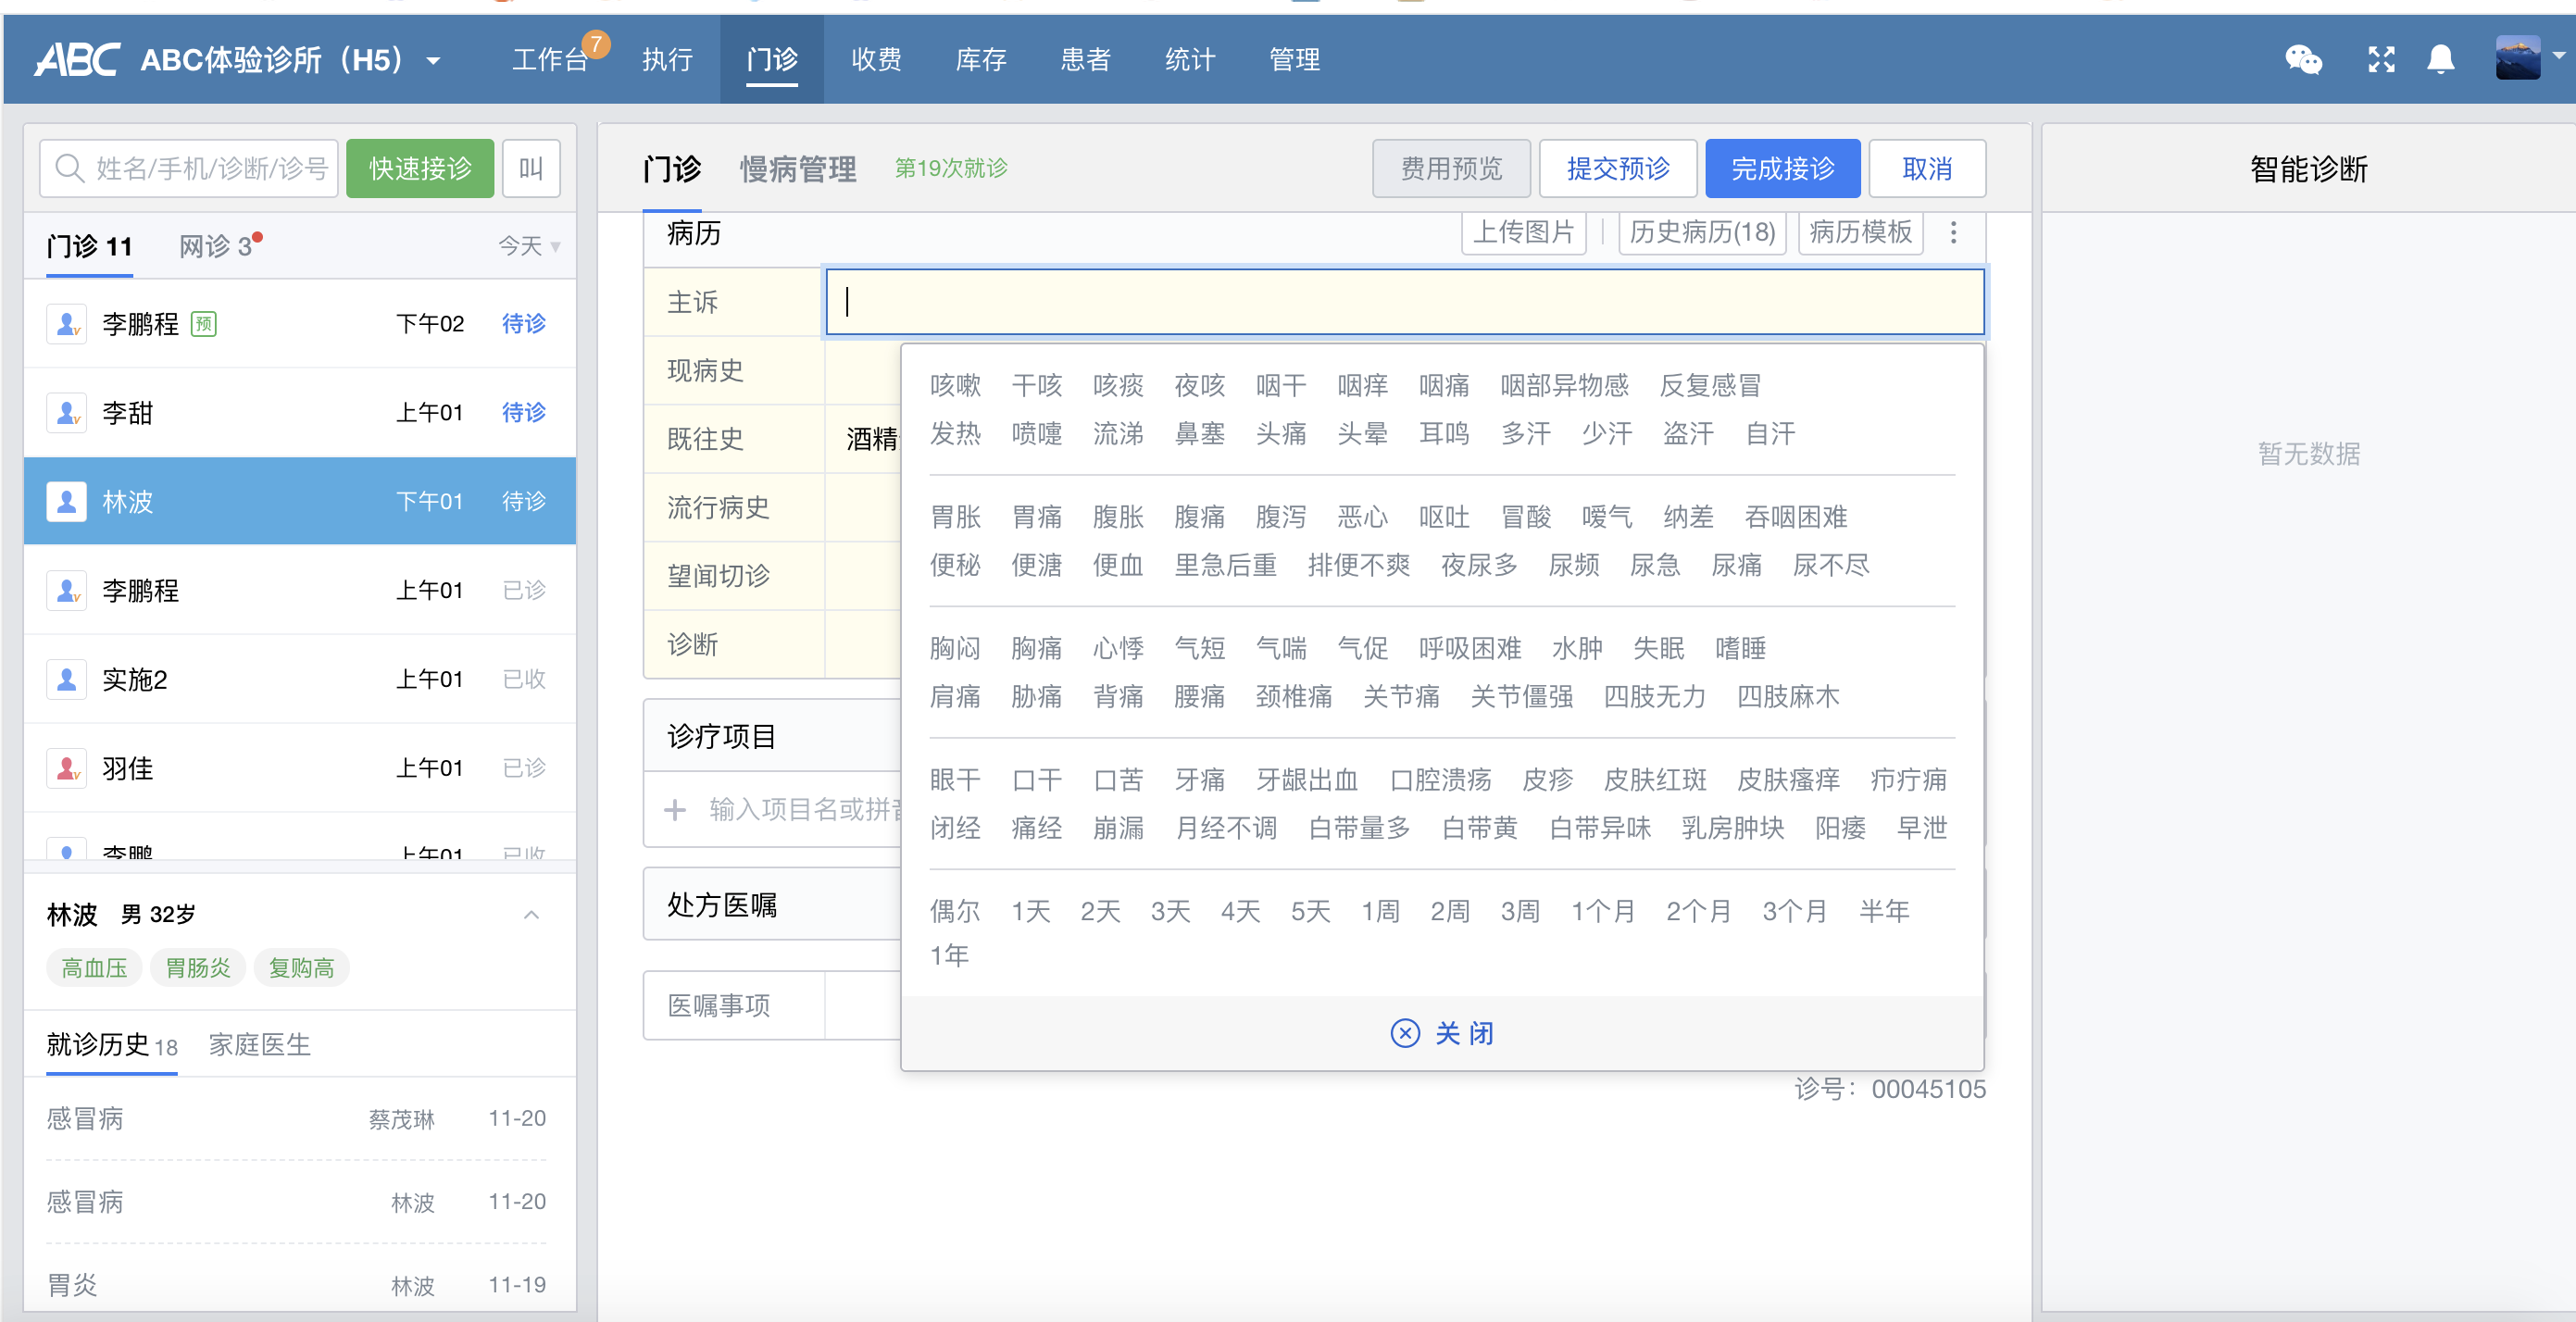 ABC ABC体验诊所（H5） 工作台 7 执行 门诊 收费 库存 患者 统计 管理
姓名/手机/诊断/诊号 快速接诊 叫
门诊 11 网诊 3 今天
李鹏程 预 下午02 待诊
李甜 上午01 待诊
林波 下午01 待诊
李鹏程 上午01 已诊
实施2 上午01 已收
羽佳 上午01 已诊
李鹏 上午01 已收
林波 男 32岁
高血压 胃肠炎 复购高
就诊历史 18 家庭医生
感冒病 蔡茂琳 11-20
感冒病 林波 11-20
胃炎 林波 11-19
门诊 慢病管理 第19次就诊 费用预览 提交预诊 完成接诊 取消
病历 上传图片 历史病历(18) 病历模板
主诉
现病史
既往史 酒精
流行病史
望闻切诊
诊断
诊疗项目
输入项目名或拼
处方医嘱
医嘱事项
咳嗽 干咳 咳痰 夜咳 咽干 咽痒 咽痛 咽部异物感 反复感冒
发热 喷嚏 流涕 鼻塞 头痛 头晕 耳鸣 多汗 少汗 盗汗 自汗
胃胀 胃痛 腹胀 腹痛 腹泻 恶心 呕吐 冒酸 嗳气 纳差 吞咽困难
便秘 便溏 便血 里急后重 排便不爽 夜尿多 尿频 尿急 尿痛 尿不尽
胸闷 胸痛 心悸 气短 气喘 气促 呼吸困难 水肿 失眠 嗜睡
肩痛 胁痛 背痛 腰痛 颈椎痛 关节痛 关节僵强 四肢无力 四肢麻木
眼干 口干 口苦 牙痛 牙龈出血 口腔溃疡 皮疹 皮肤红斑 皮肤瘙痒 疖疔痈
闭经 痛经 崩漏 月经不调 白带量多 白带黄 白带异味 乳房肿块 阳痿 早泄
偶尔 1天 2天 3天 4天 5天 1周 2周 3周 1个月 2个月 3个月 半年
1年
关 闭
诊号：00045105
智能诊断
暂无数据